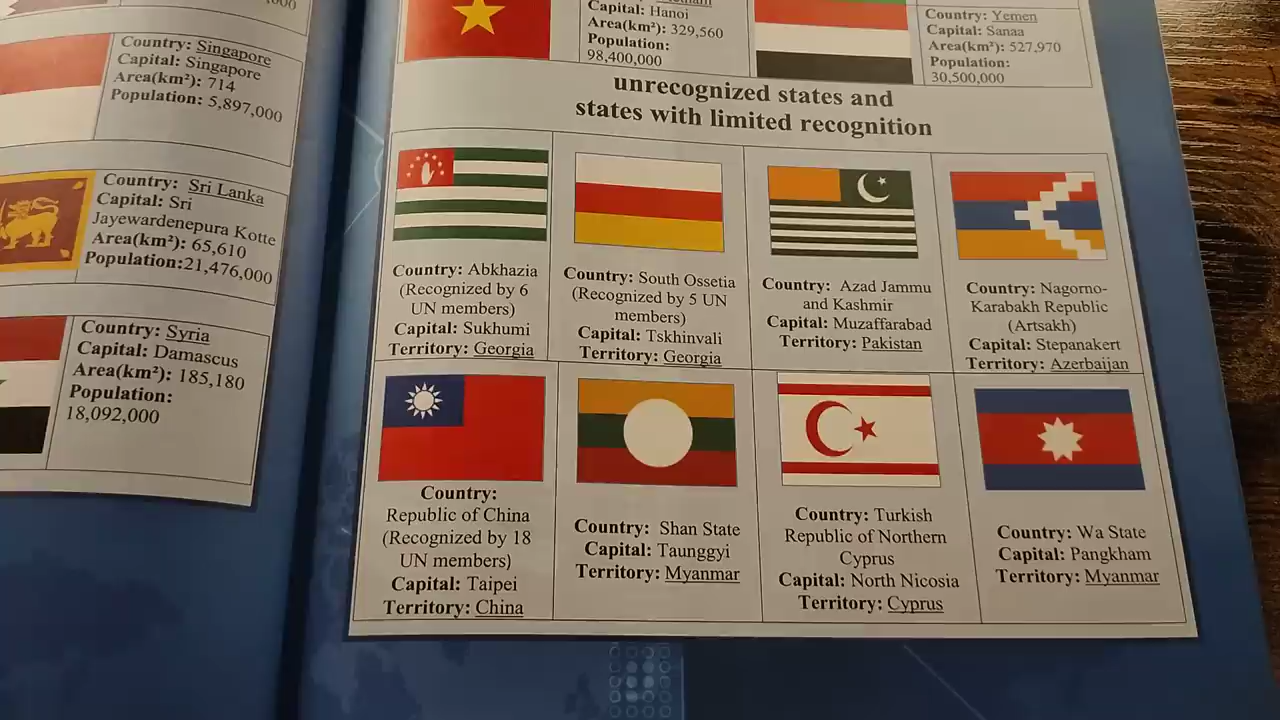 Country: Singapore
Capital: Singapore
Area(km²): 714
Population: 5,897,000
Country: Sri Lanka
Capital: Sri
Jayewardenepura Kotte
Area(km²): 65,610
Population:21,476,000
Country: Syria
Capital: Damascus
Area(km²): 185,180
Population:
18,092,000
Capital: Hanoi
Area(km²): 329,560
Population:
98,400,000
Country: Yemen
Capital: Sanaa
Area(km²): 527,970
Population:
30,500,000
unrecognized states and
states with limited recognition
Country: Abkhazia
(Recognized by 6
UN members)
Capital: Sukhumi
Territory: Georgia
Country: South Ossetia
(Recognized by 5 UN
members)
Capital: Tskhinvali
Territory: Georgia
Country: Azad Jammu
and Kashmir
Capital: Muzaffarabad
Territory: Pakistan
Country: Nagorno-
Karabakh Republic
(Artsakh)
Capital: Stepanakert
Territory: Azerbaijan
Country:
Republic of China
(Recognized by 18
UN members)
Capital: Taipei
Territory: China
Country: Shan State
Capital: Taunggyi
Territory: Myanmar
Country: Turkish
Republic of Northern
Cyprus
Capital: North Nicosia
Territory: Cyprus
Country: Wa State
Capital: Pangkham
Territory: Myanmar